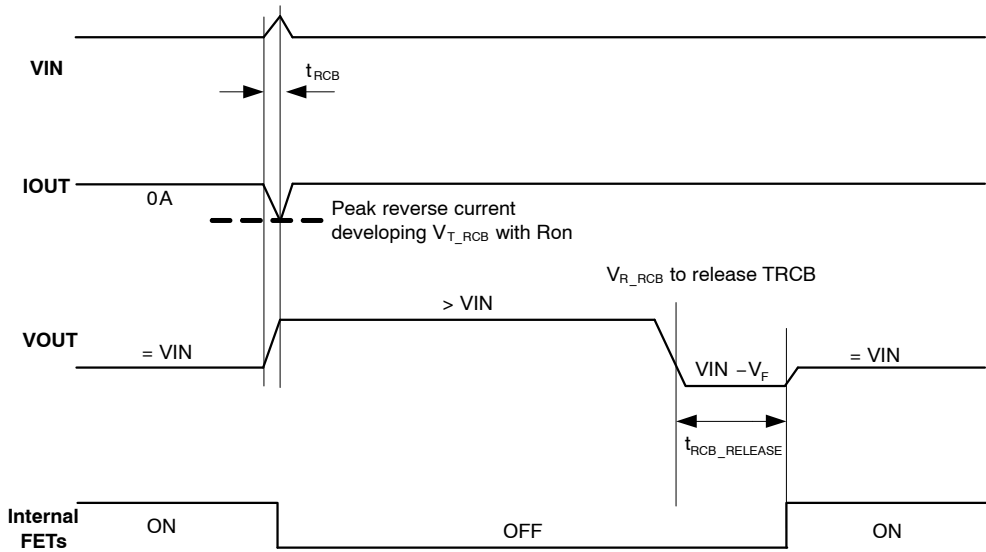 VIN
tRCB
IOUT
0A
Peak reverse current
developing VT_RCB with Ron
VR_RCB to release TRCB
> VIN
VOUT
= VIN
VIN −VF
= VIN
tRCB_RELEASE
Internal
FETs
ON
OFF
ON